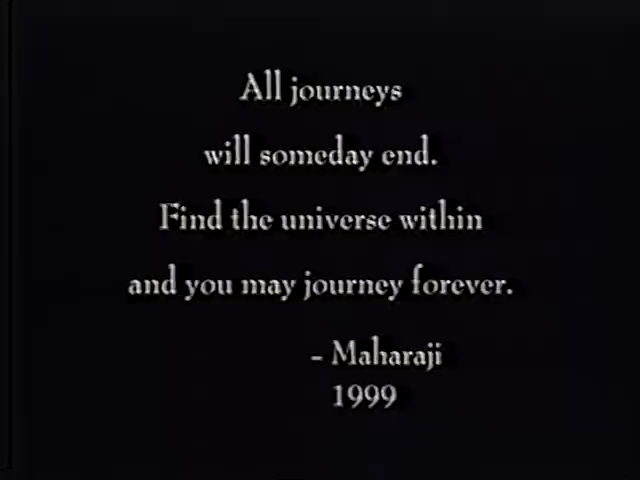 All journeys
will someday end.
Find the universe within
and you may journey forever.
- Maharaji
1999